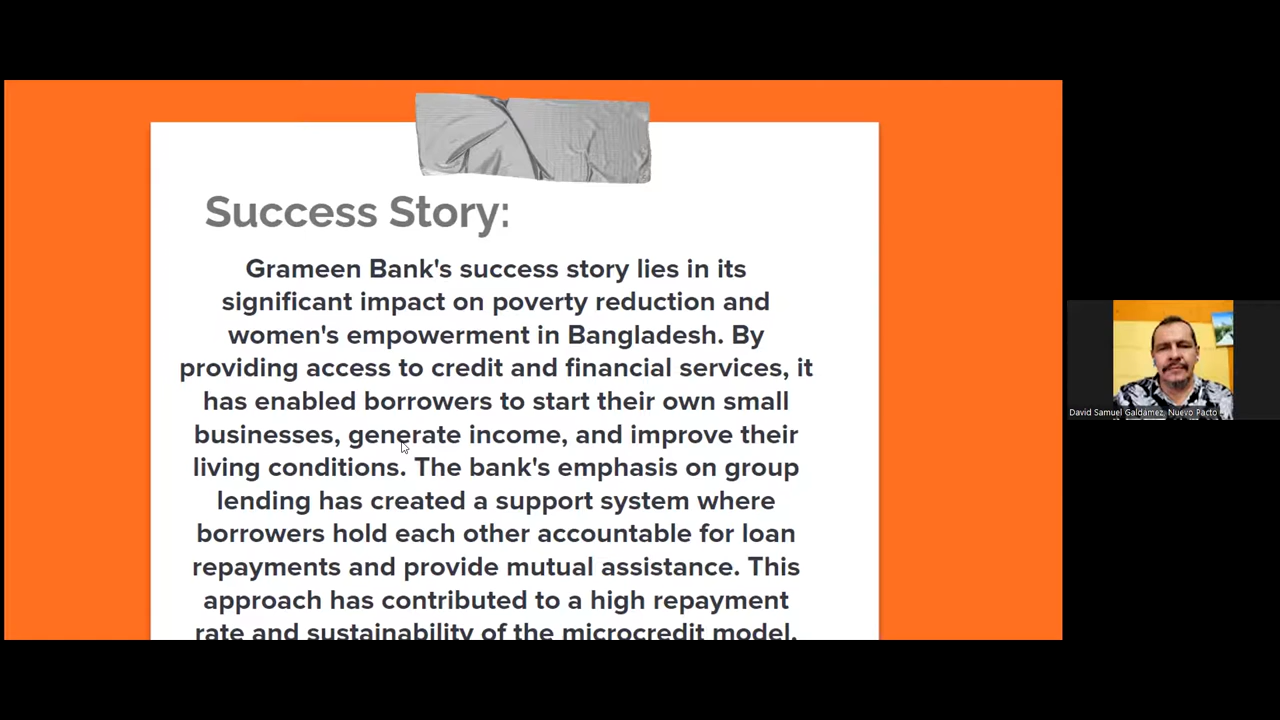 Success Story:
Grameen Bank's success story lies in its
significant impact on poverty reduction and
women's empowerment in Bangladesh. By
providing access to credit and financial services, it
has enabled borrowers to start their own small
businesses, generate income, and improve their
living conditions. The bank's emphasis on group
lending has created a support system where
borrowers hold each other accountable for loan
repayments and provide mutual assistance. This
approach has contributed to a high repayment
rate and sustainability of the microcredit model.
David Samuel Galdámez Nuevo Pacto